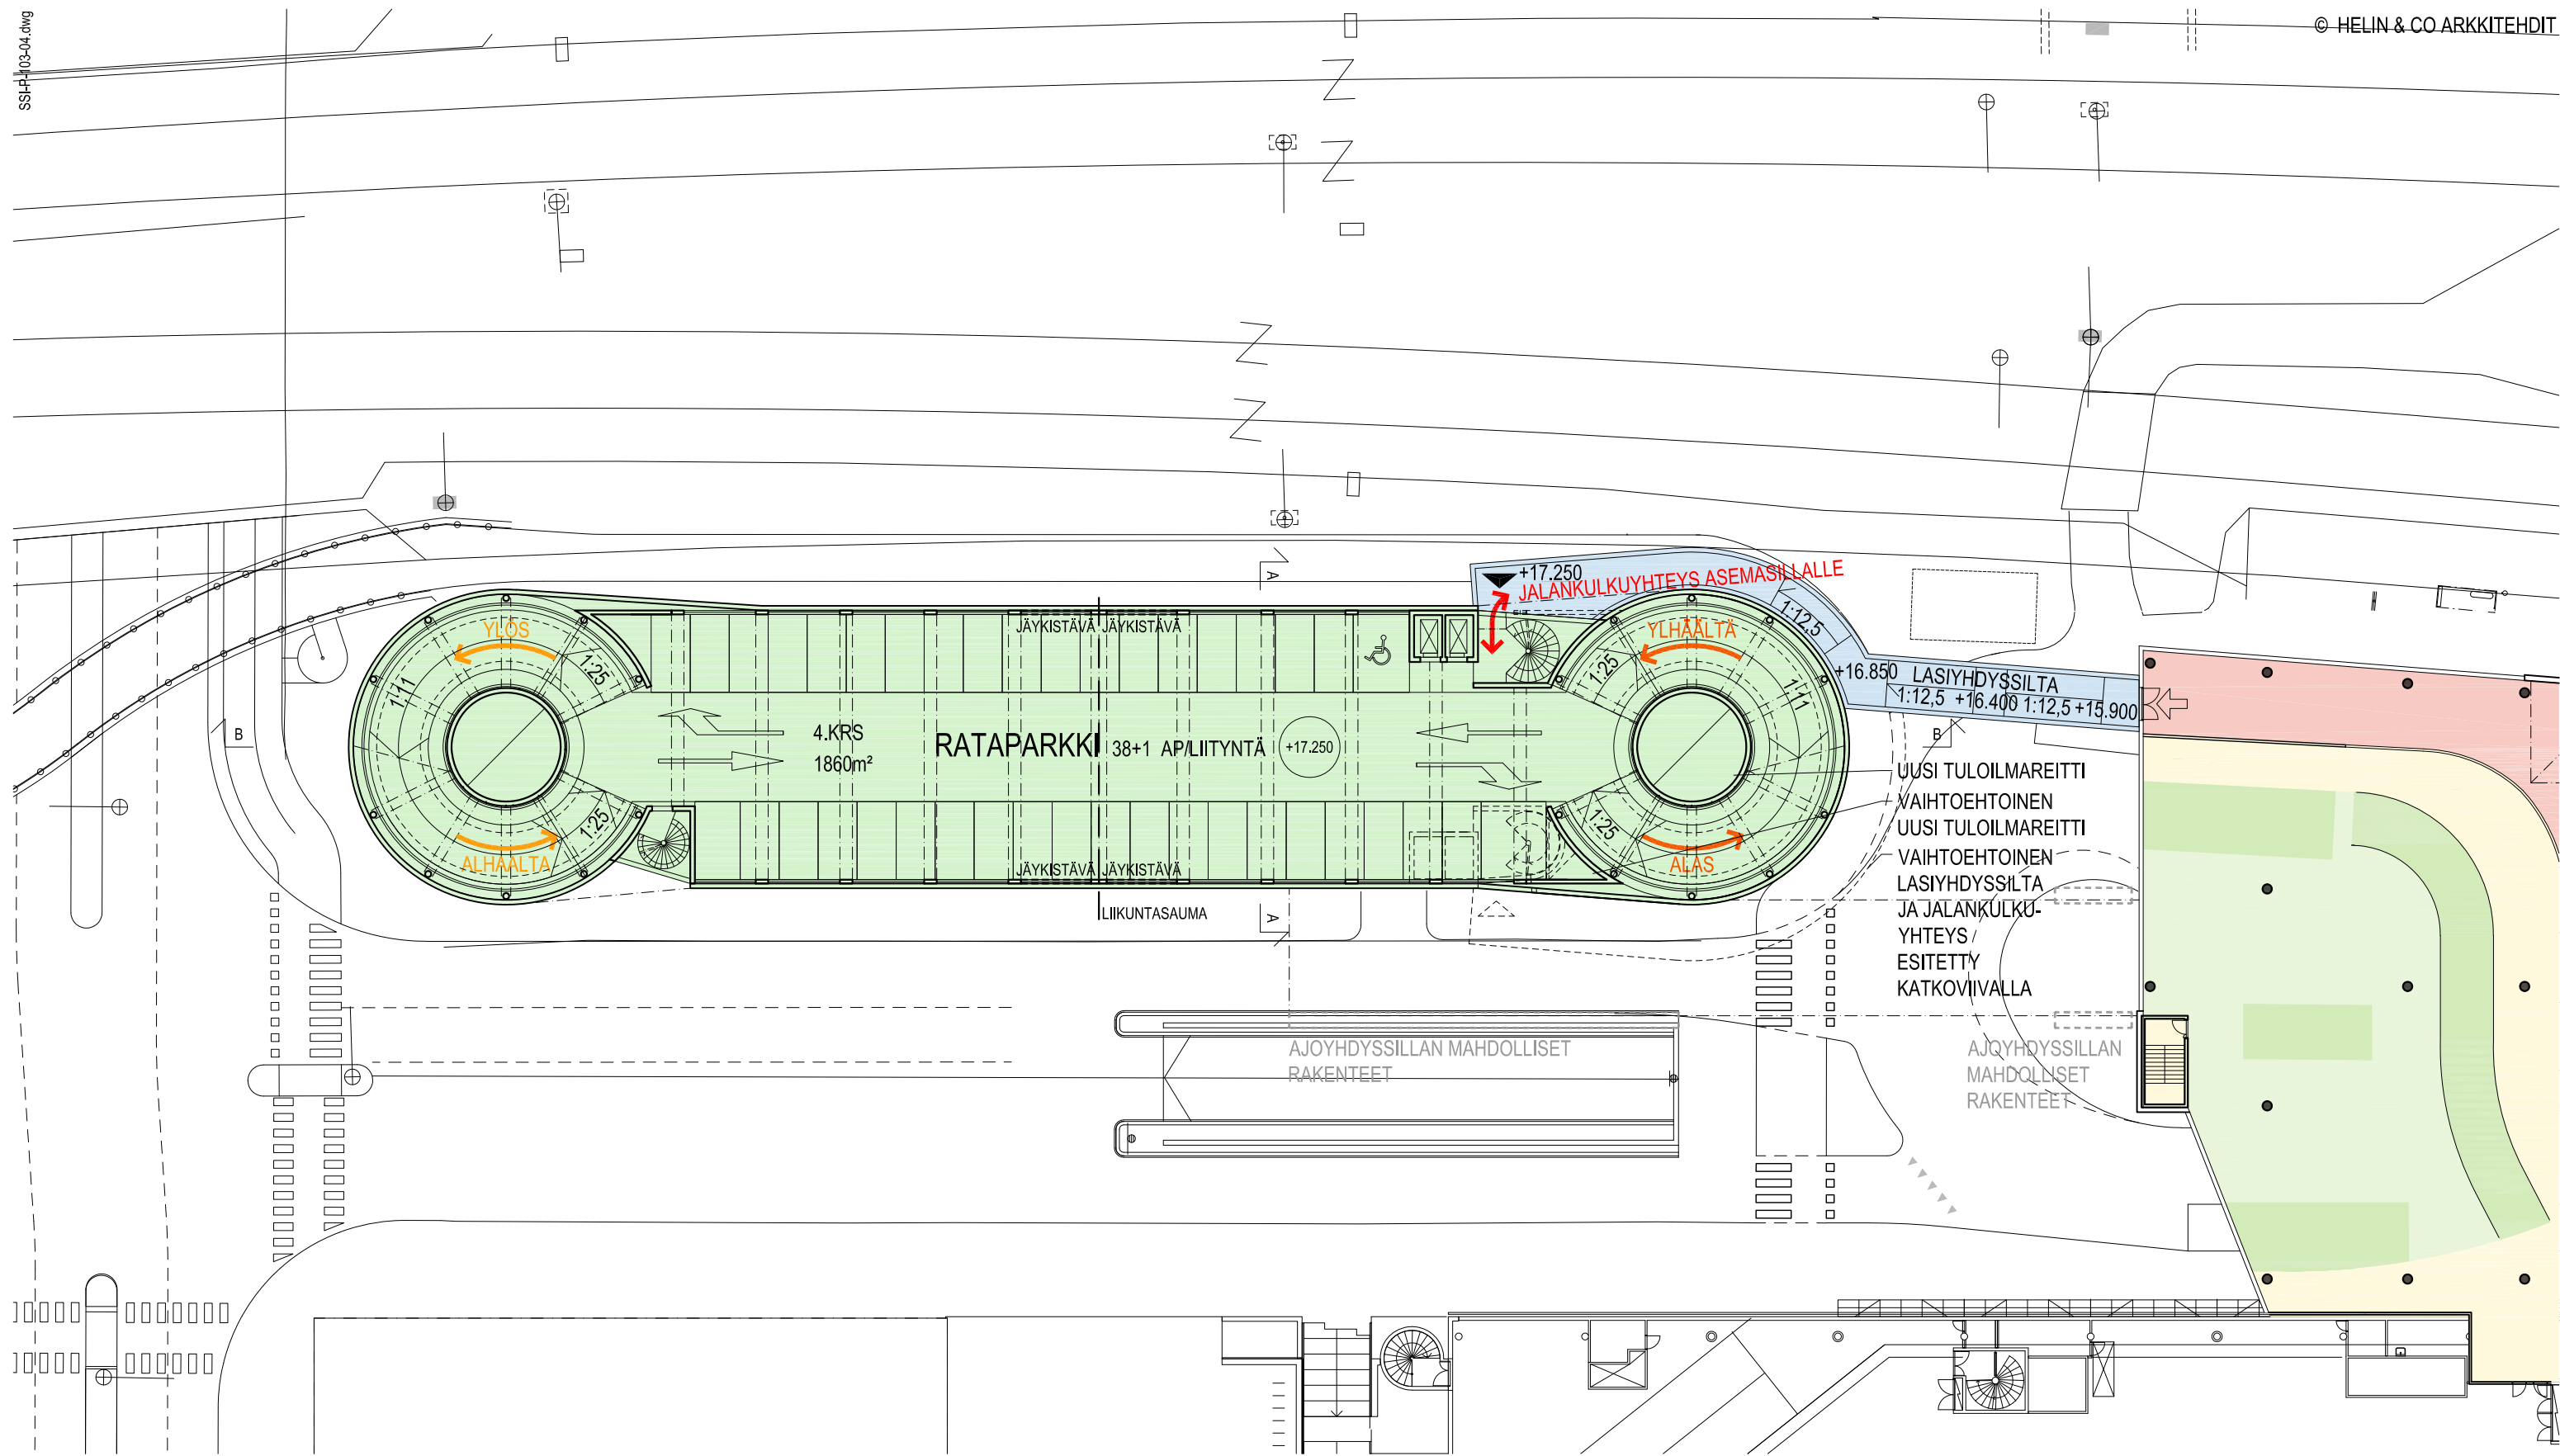 SSI-P-103-04.dwg
© HELIN & CO ARKKITEHDIT
A
+17.250
JALANKULKUYHTEYS ASEMASILLALLE
YLÖS
1:25
1:11
JÄYKISTÄVÄ
JÄYKISTÄVÄ
YLHÄÄLTÄ
1:25
1:11
1:12,5
+16.850
LASIYHDYSSILTA
1:12,5
+16.400
1:12,5
+15.900
B
4.KRS
1860m²
RATAPARKKI
38+1 AP/LIITYNTÄ
+17.250
B
ALHAALTA
1:25
JÄYKISTÄVÄ
JÄYKISTÄVÄ
1:25
ALAS
UUSI TULOILMAREITTI
VAIHTOEHTOINEN
UUSI TULOILMAREITTI
VAIHTOEHTOINEN
LASIYHDYSSILTA
JA JALANKULKU-
YHTEYS
ESITETTY
KATKOVIIVALLA
LIIKUNTASAUMA
A
AJOYHDYSSILLAN MAHDOLLISET
RAKENTEET
AJOYHDYSSILLAN
MAHDOLLISET
RAKENTEET